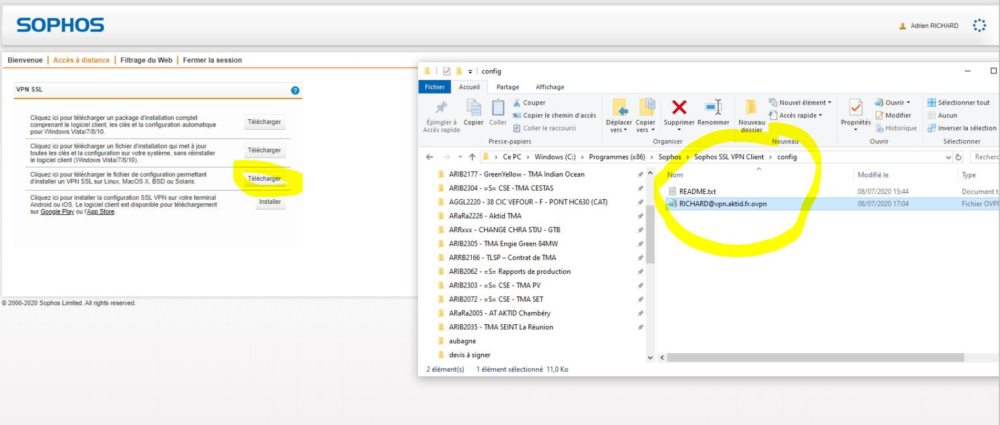 SOPHOS
Adrien RICHARD
Bienvenue | Accès à distance | Filtrage du Web | Fermer la session
VPN SSL
?
Cliquez ici pour télécharger un package d'installation complet
comprenant le logiciel client, les clés et la configuration automatique
pour Windows Vista/7/8/10.
Télécharger
Cliquez ici pour télécharger un fichier d'installation qui met à jour
toutes les clés et la configuration sur votre système, sans réinstaller
le logiciel client (Windows Vista/7/8/10).
Télécharger
Cliquez ici pour télécharger le fichier de configuration permettant
d'installer un VPN SSL sur Linux, MacOS X, BSD ou Solaris.
Télécharger
Cliquez ici pour installer la configuration SSL VPN sur votre terminal
Android ou iOS. Le logiciel client est disponible pour téléchargement
sur Google Play ou l'App Store.
Installer
© 2000-2020 Sophos Limited. All rights reserved.
config
Fichier Accueil Partage Affichage
Épingler à
Accès rapide
Copier
Coller
Couper
Copier le chemin d'accès
Coller le raccourci
Presse-papiers
Déplacer
vers
Copier
vers
Supprimer
Renommer
Organiser
Nouveau
dossier
Nouvel élément
Accès rapide
Nouveau
Propriétés
Ouvrir
Modifier
Historique
Ouvrir
Sélectionner tout
Aucun
Inverser la sélection
Sélectionner
Ce PC > Windows (C:) > Programmes (x86) > Sophos > Sophos SSL VPN Client > config
Recherc
ARIB2177 - GreenYellow - TMA Indian Ocean
ARIB2304 - =S= CSE -TMA CESTAS
AGGL2220 - 38 CIC VEFOUR - F - PONT HC630 (CAT)
ARaRa2226 - Aktid TMA
ARRxxx - CHANGE CHRA STJU - GTB
ARIB2305 - TMA Engie Green 84MW
ARRB2166 - TLSP – Contrat de TMA
ARIB2062 - =S= Rapports de production
ARIB2303 - =S= CSE - TMA PV
ARIB2072 - =S= CSE - TMA SET
ARaRa2005 - AT AKTID Chambéry
ARIB2035 - TMA SEINT La Réunion
aubagne
devis à signer
Nom Modifié le Type
README.txt 08/07/2020 15:44 Document t
RICHARD@vpn.aktid.fr.ovpn 08/07/2020 17:04 Fichier OVP
2 élément(s) 1 élément sélectionné 11,0 Ko